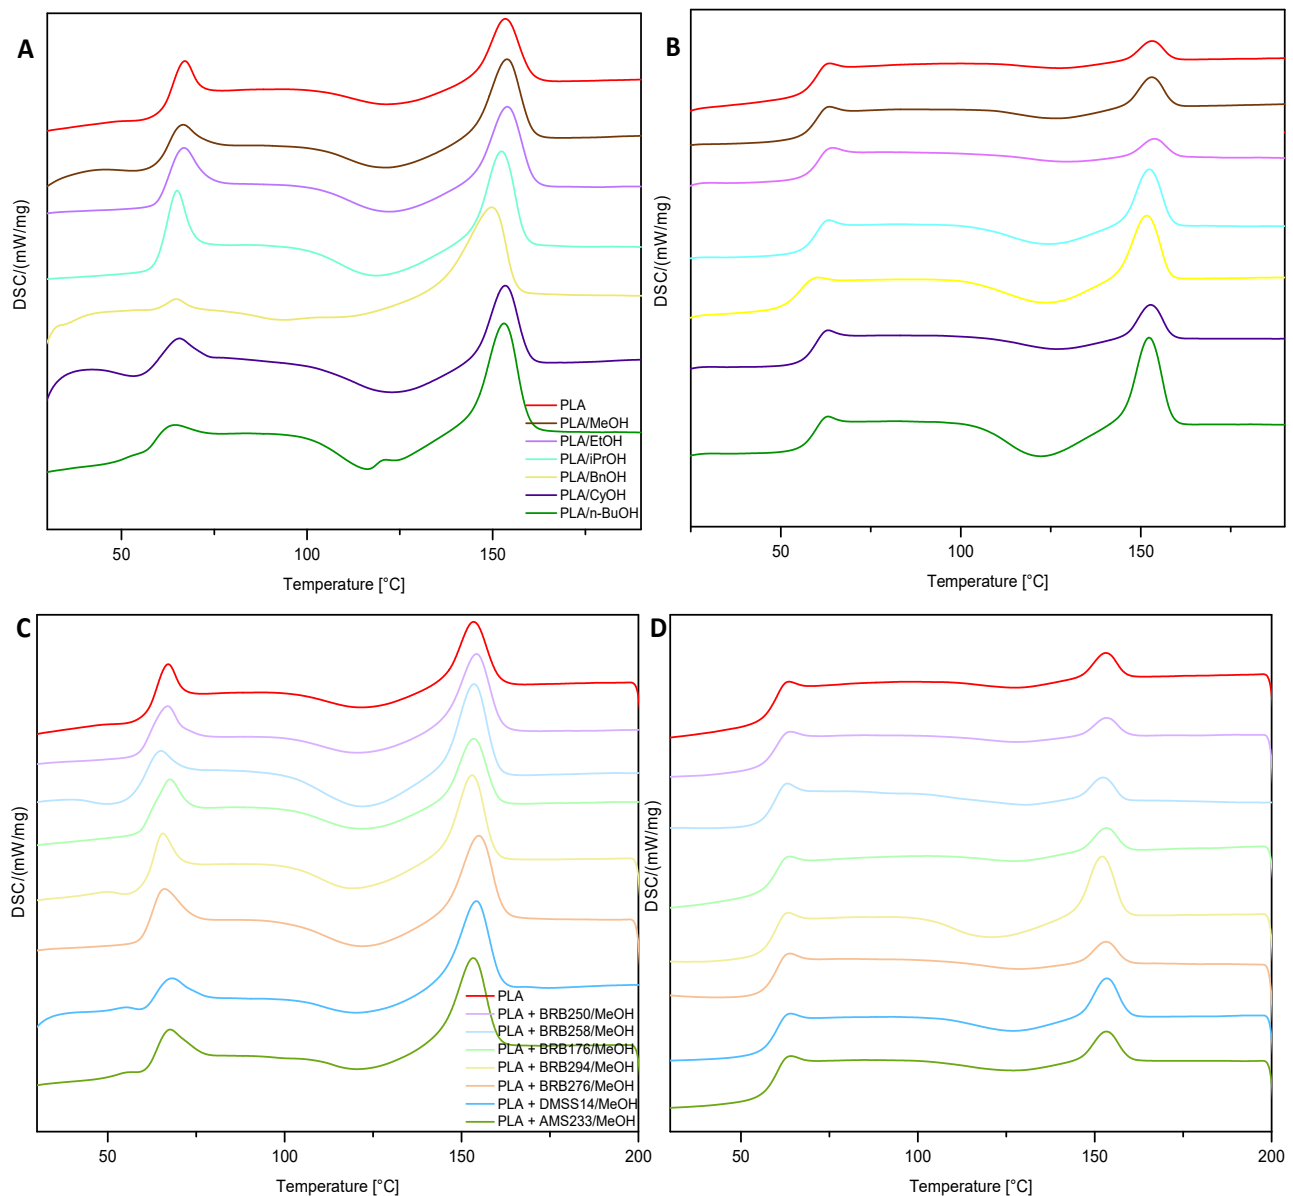 A
DSC/(mW/mg)
PLA
PLA/MeOH
PLA/EtOH
PLA/iPrOH
PLA/BnOH
PLA/CyOH
PLA/n-BuOH
50
100
150
Temperature [°C]
B
DSC/(mW/mg)
50
100
150
Temperature [°C]
C
DSC/(mW/mg)
PLA
PLA + BRB250/MeOH
PLA + BRB258/MeOH
PLA + BRB176/MeOH
PLA + BRB294/MeOH
PLA + BRB276/MeOH
PLA + DMSS14/MeOH
PLA + AMS233/MeOH
50
100
150
200
Temperature [°C]
D
DSC/(mW/mg)
50
100
150
200
Temperature [°C]